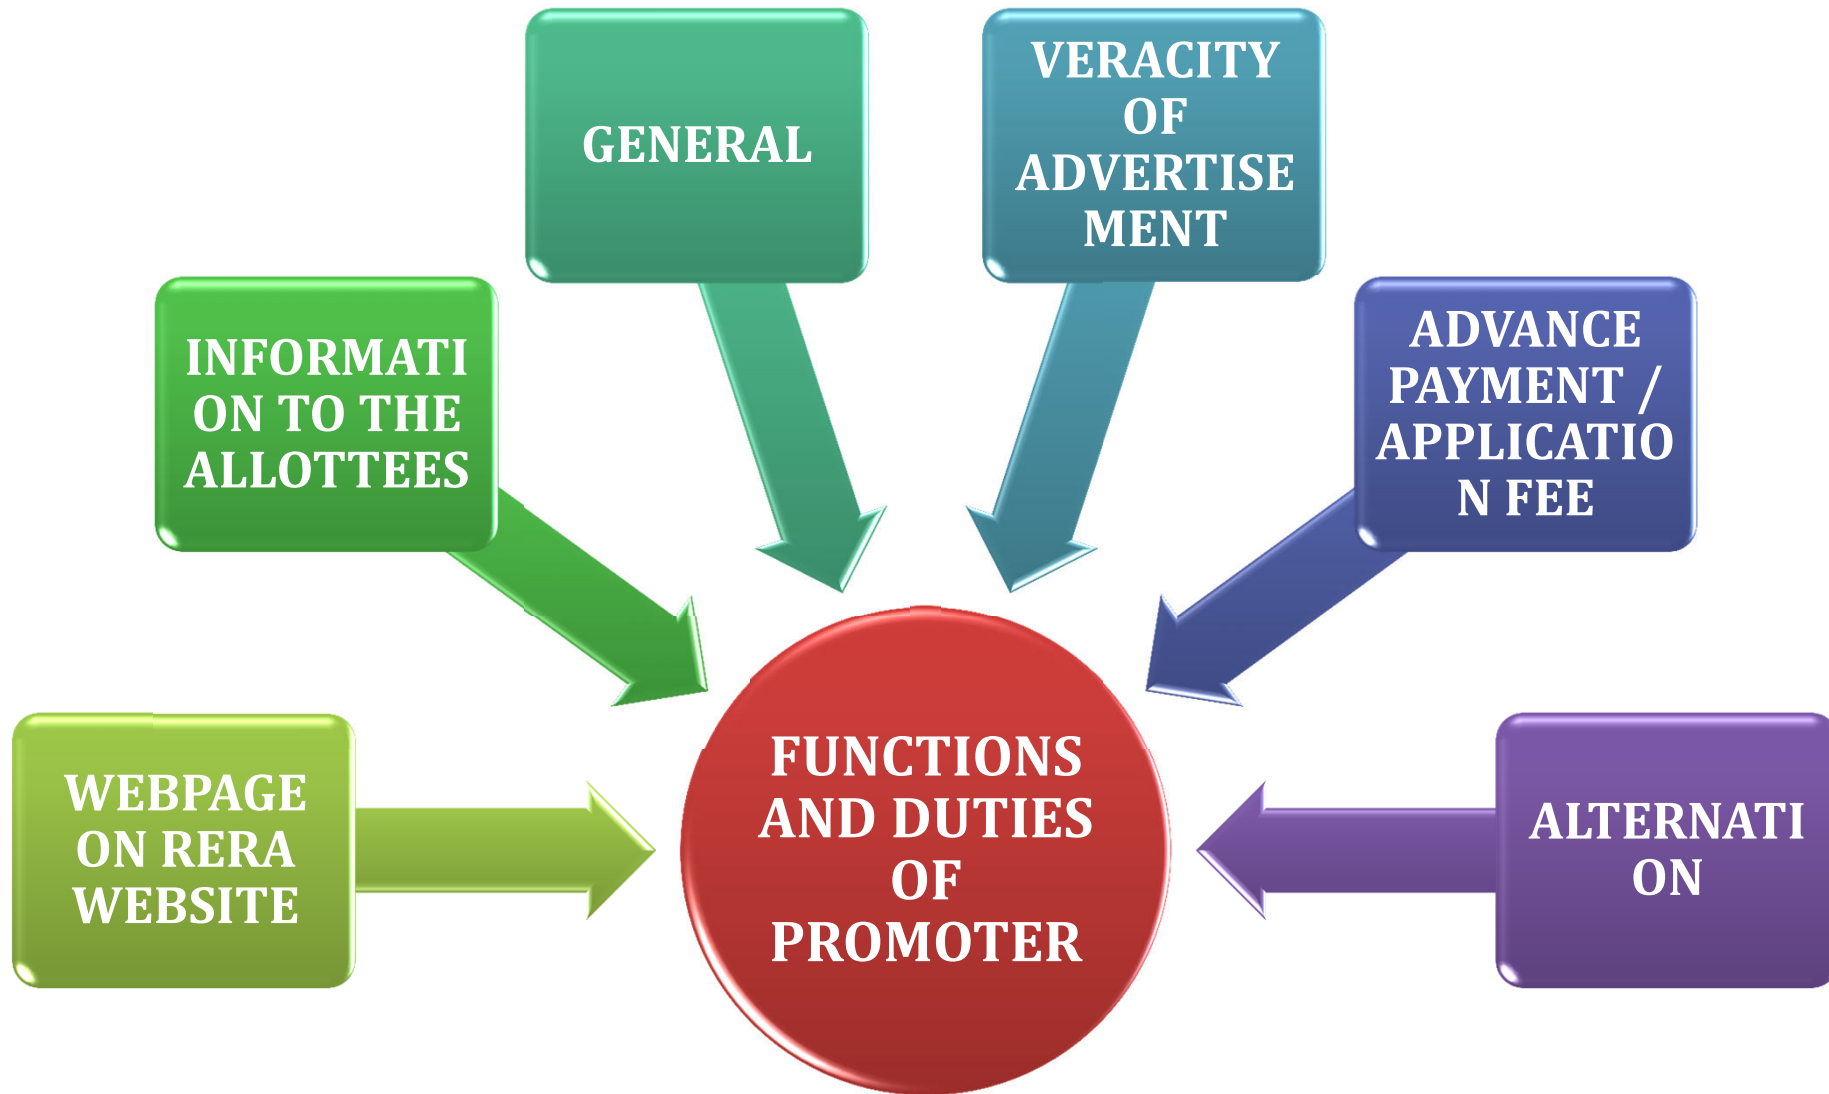 GENERAL
VERACITY
OF
ADVERTISE
MENT
INFORMATI
ON TO THE
ALLOTTEES
ADVANCE
PAYMENT /
APPLICATIO
N FEE
WEBPAGE
ON RERA
WEBSITE
FUNCTIONS
AND DUTIES
OF
PROMOTER
ALTERNATI
ON